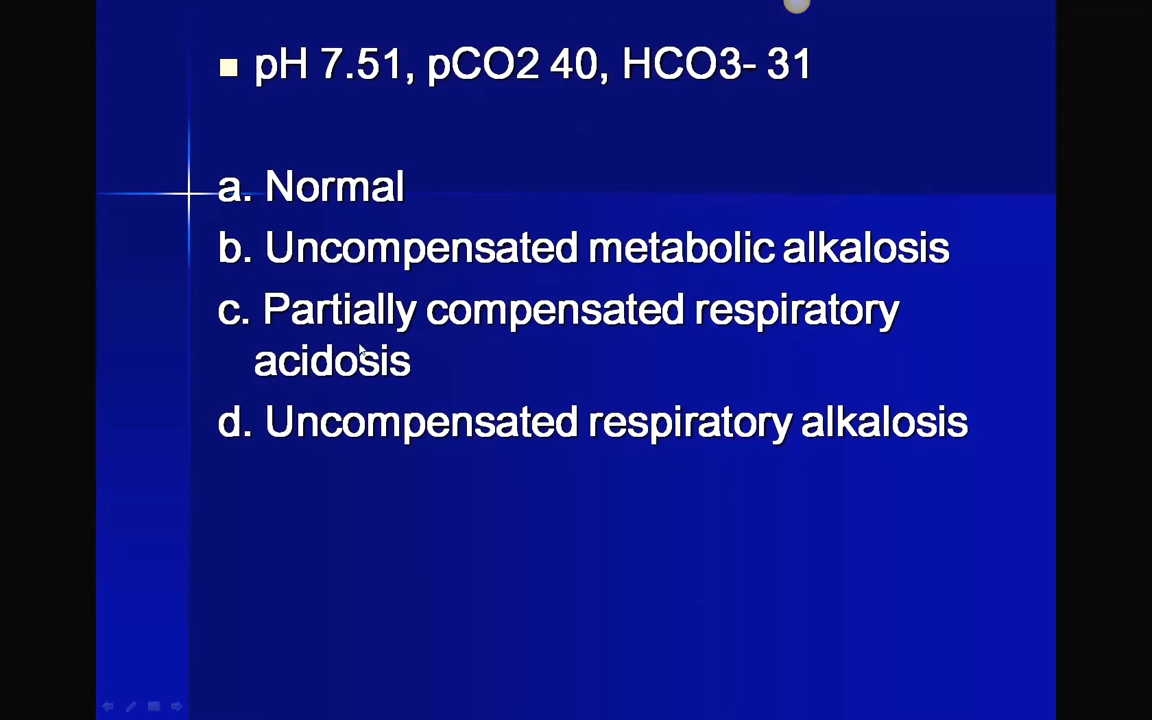 pH 7.51, pCO2 40, HCO3- 31
a. Normal
b. Uncompensated metabolic alkalosis
c. Partially compensated respiratory
acidosis
d. Uncompensated respiratory alkalosis